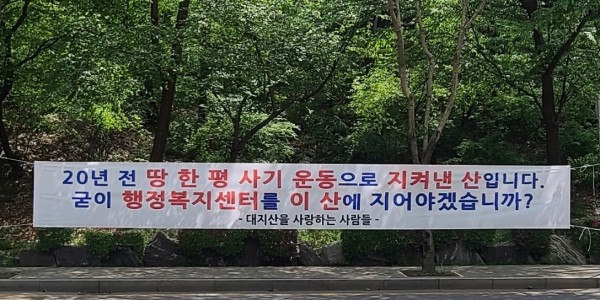 20년 전 땅 한 평 사기 운동으로 지켜낸 산입니다.
굳이 행정복지센터를 이 산에 지어야겠습니까?
- 대지산을 사랑하는 사람들 -